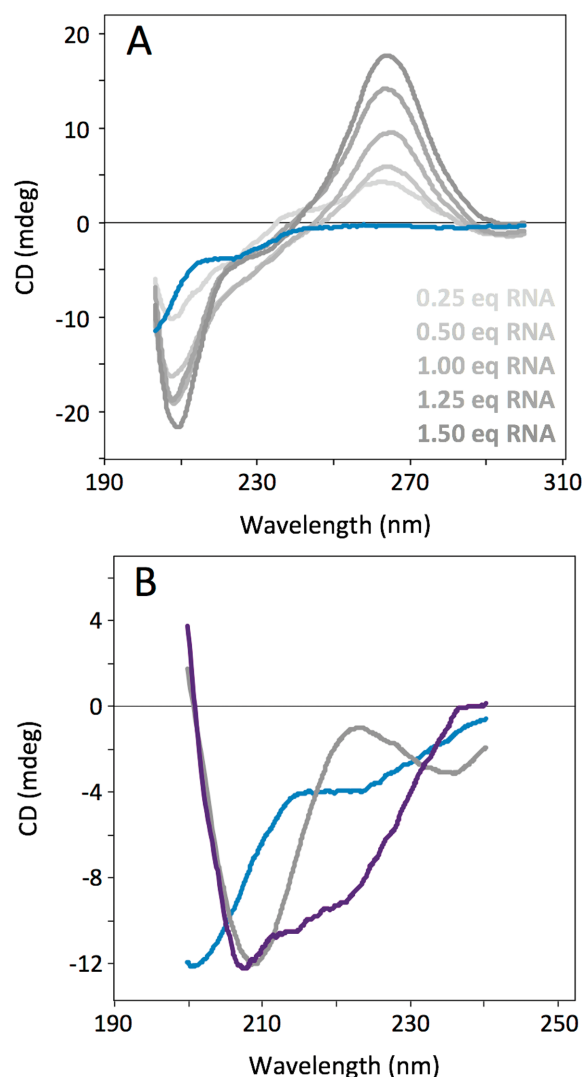 A
20
10
0
-10
-20
CD (mdeg)
0.25 eq RNA
0.50 eq RNA
1.00 eq RNA
1.25 eq RNA
1.50 eq RNA
190
230
270
310
Wavelength (nm)
B
4
0
-4
-8
-12
CD (mdeg)
190
210
230
250
Wavelength (nm)